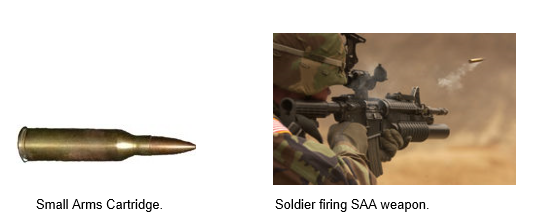 Small Arms Cartridge.
Soldier firing SAA weapon.